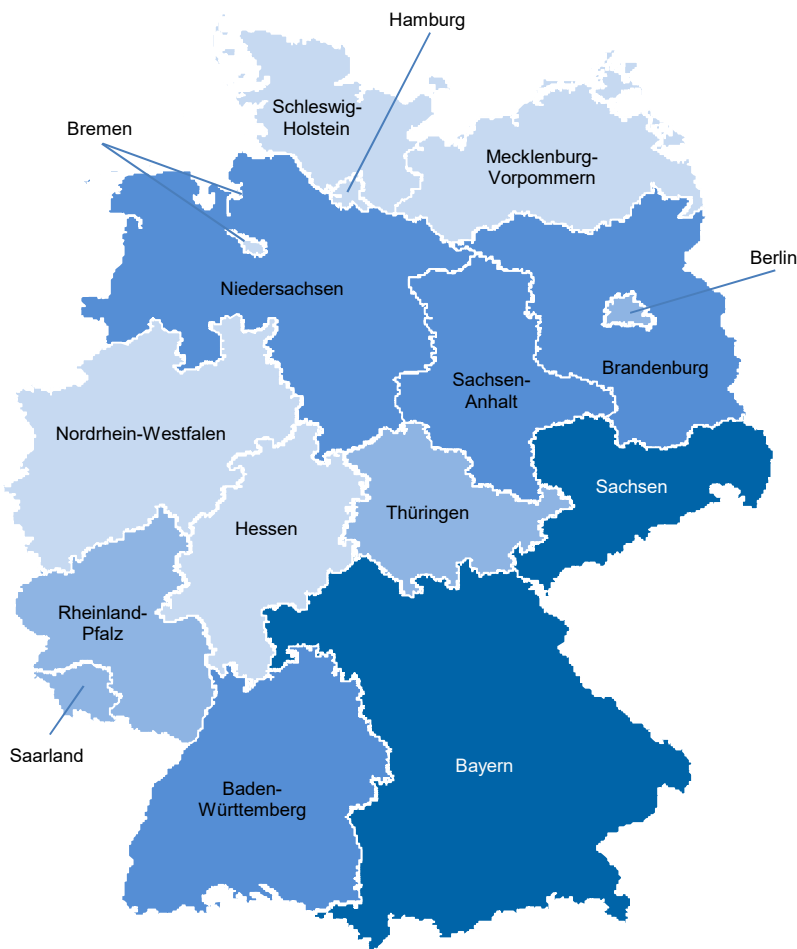 Hamburg
Schleswig-
Holstein
Bremen
Mecklenburg-
Vorpommern
Berlin
Niedersachsen
Brandenburg
Sachsen-
Anhalt
Nordrhein-Westfalen
Sachsen
Thüringen
Hessen
Rheinland-
Pfalz
Saarland
Bayern
Baden-
Württemberg